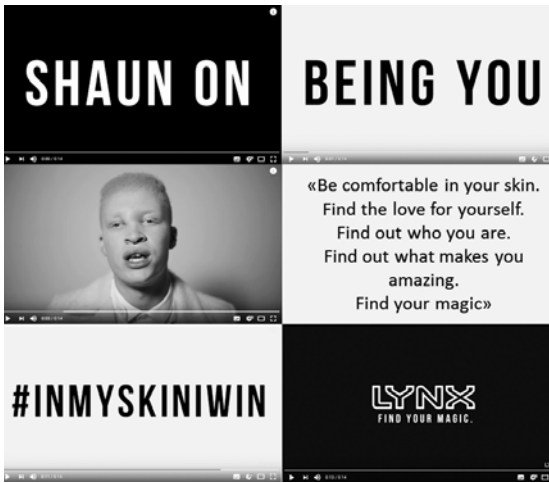 SHAUN ON
BEING YOU
«Be comfortable in your skin.
Find the love for yourself.
Find out who you are.
Find out what makes you
amazing.
Find your magic»
#INMYSKINIWIN
LYNX
FIND YOUR MAGIC.